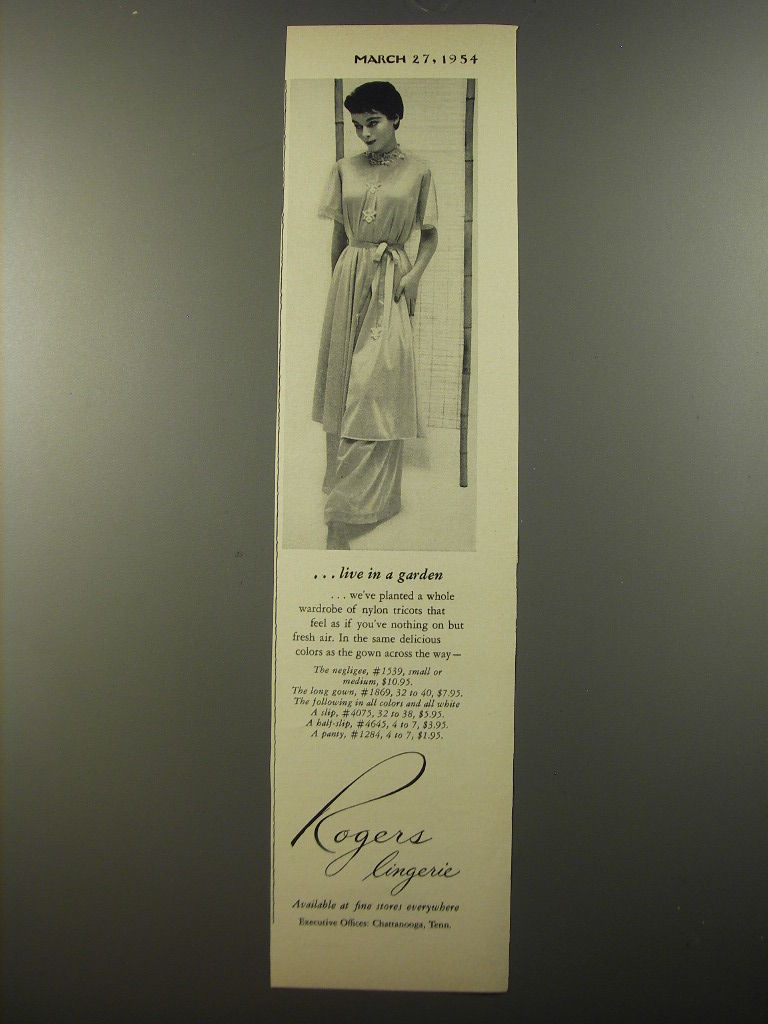 MARCH 27, 1954
...live in a garden
... we've planted a whole
wardrobe of nylon tricots that
feel as if you've nothing on but
fresh air. In the same delicious
colors as the gown across the way—
The negligee, #1539, small or
medium, $10.95.
The long gown, #1869, 32 to 40, $7.95.
The following in all colors and all white
A slip, #4075, 32 to 38, $5.95.
A half-slip, #4645, 4 to 7, $3.95.
A panty, #1284, 4 to 7, $1.95.
Rogers
lingerie
Available at fine stores everywhere
Executive Offices: Chattanooga, Tenn.